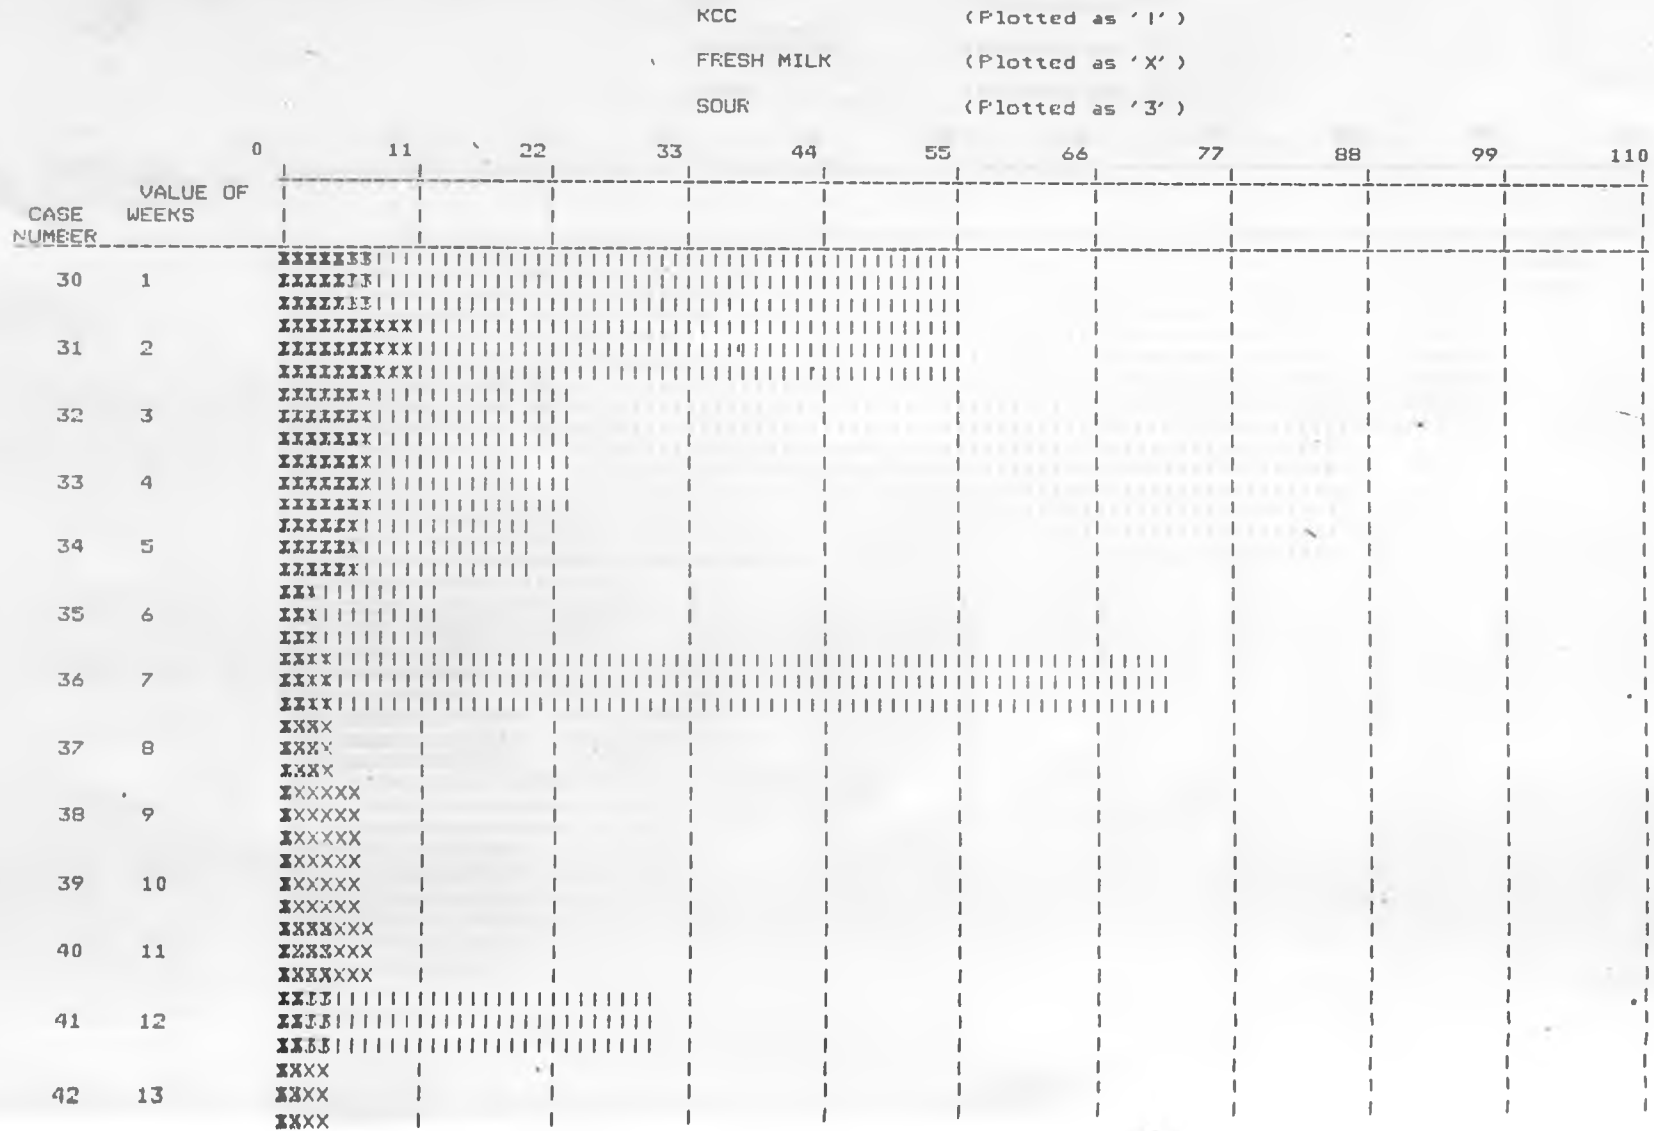 KCC (Plotted as '|')
FRESH MILK (Plotted as 'X')
SOUR (Plotted as '3')
0 11 22 33 44 55 66 77 88 99 110
VALUE OF
CASE WEEKS
NUMBER
30 1
31 2
32 3
33 4
34 5
35 6
36 7
37 8
38 9
39 10
40 11
41 12
42 13